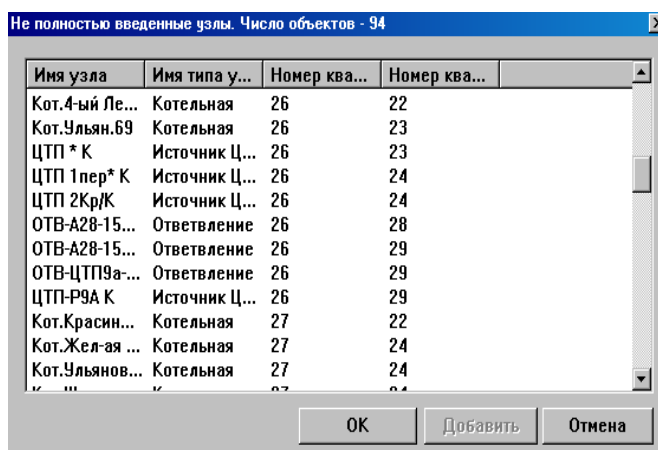 Не полностью введенные узлы. Число объектов - 94
Имя узла Имя типа у... Номер ква... Номер ква...
Кот.4-ый Ле... Котельная 26 22
Кот.Ульян.69 Котельная 26 23
ЦТП * К Источник Ц... 26 23
ЦТП 1пер* К Источник Ц... 26 24
ЦТП 2Кр/К Источник Ц... 26 24
ОТВ-А28-15... Ответвление 26 28
ОТВ-А28-15... Ответвление 26 29
ОТВ-ЦТП9а-... Ответвление 26 29
ЦТП-Р9А К Источник Ц... 26 29
Кот.Красин... Котельная 27 22
Кот.Жел-ая ... Котельная 27 24
Кот.Ульянов... Котельная 27 24
OK Добавить Отмена